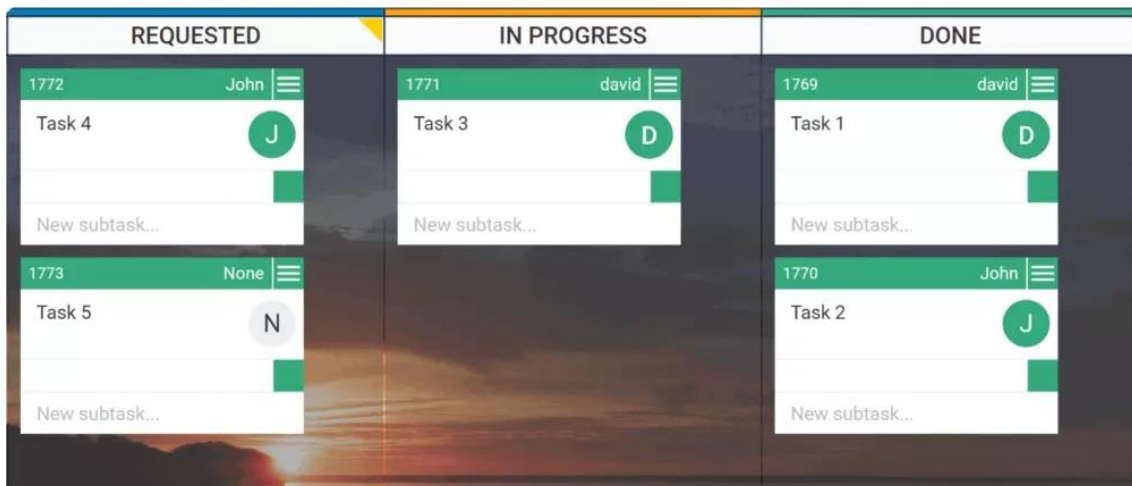 REQUESTED
IN PROGRESS
DONE
1772 John
Task 4
J
New subtask...
1773 None
Task 5
N
New subtask...
1771 david
Task 3
D
New subtask...
1769 david
Task 1
D
New subtask...
1770 John
Task 2
J
New subtask...